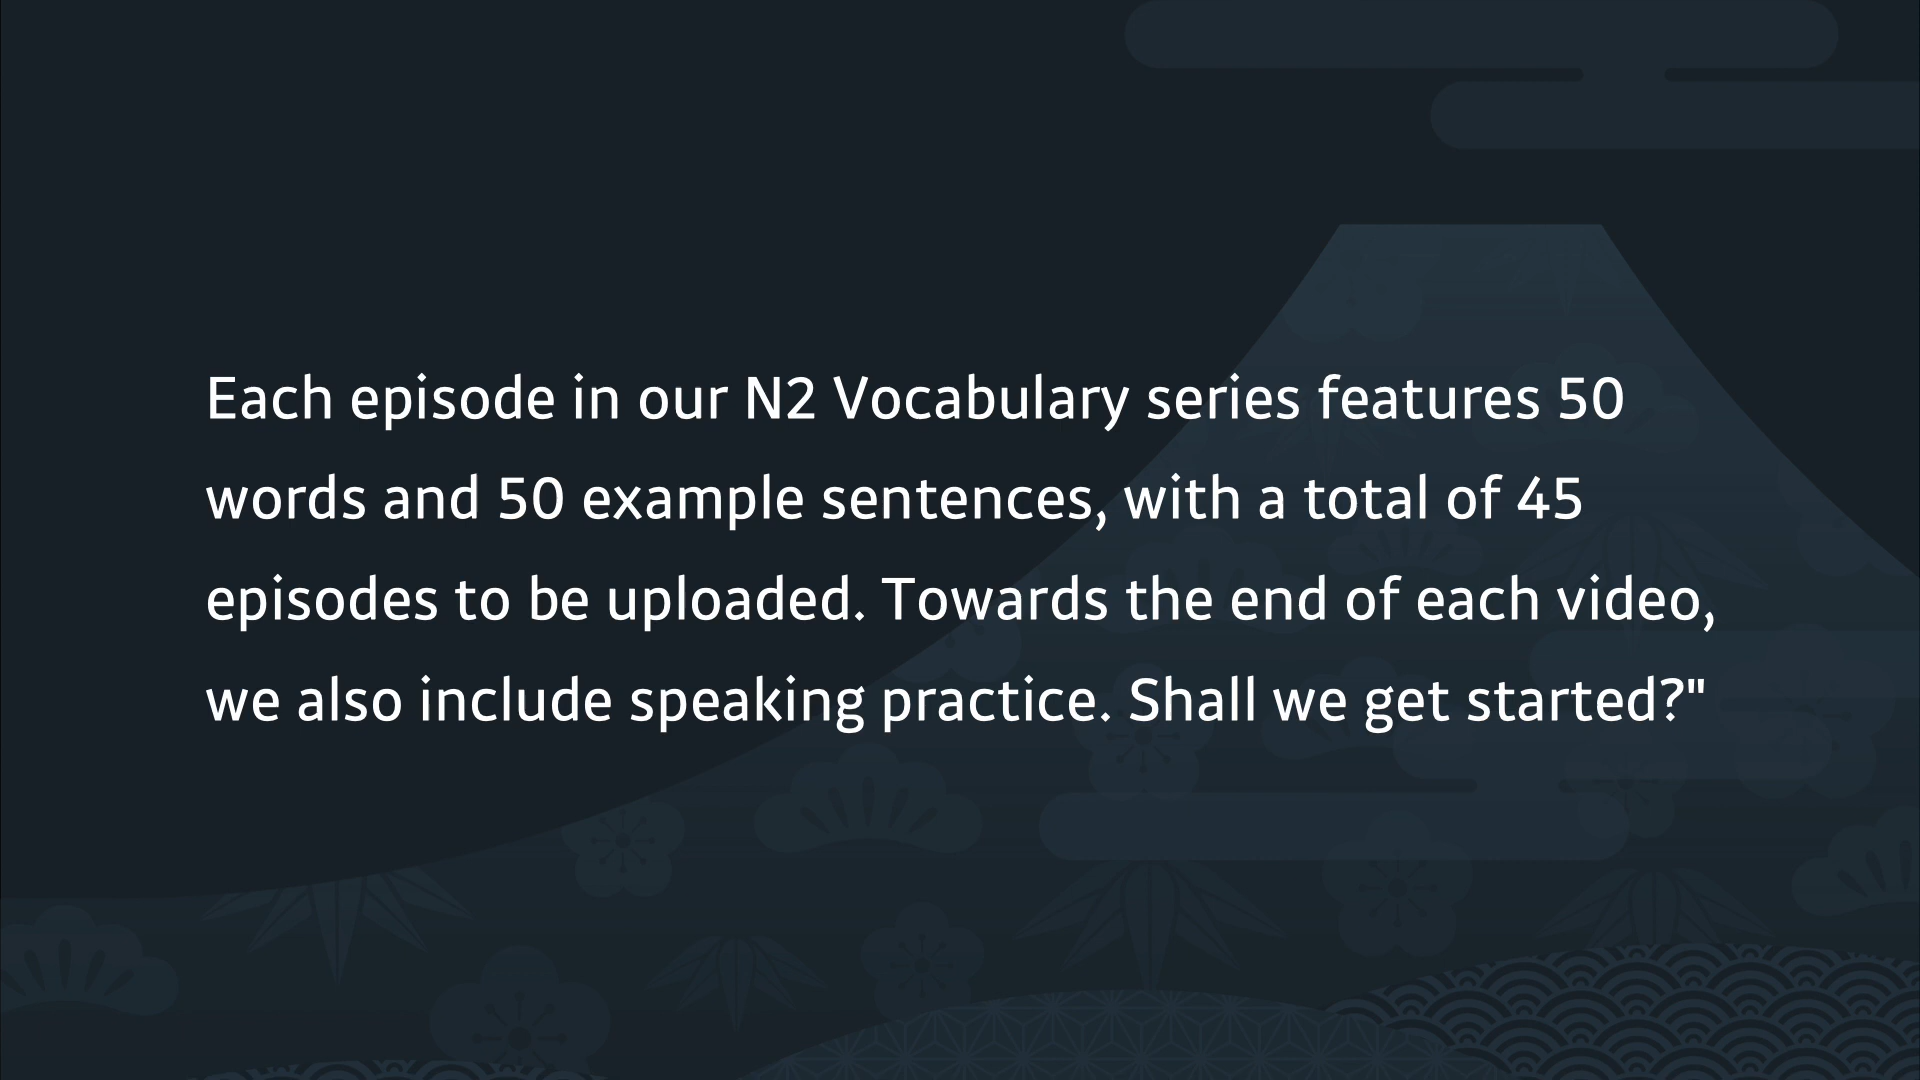 Each episode in our N2 Vocabulary series features 50
words and 50 example sentences, with a total of 45
episodes to be uploaded. Towards the end of each video,
we also include speaking practice. Shall we get started?"